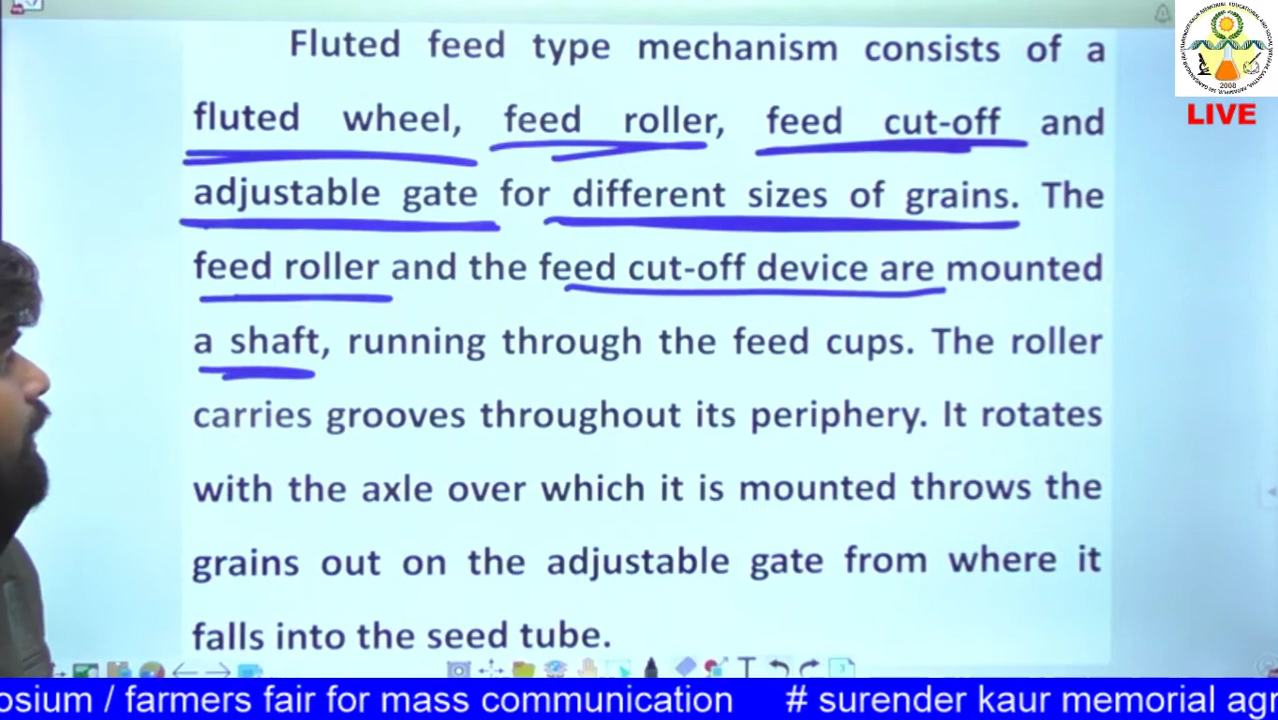 Fluted feed type mechanism consists of a
fluted wheel, feed roller, feed cut-off and
adjustable gate for different sizes of grains. The
feed roller and the feed cut-off device are mounted
a shaft, running through the feed cups. The roller
carries grooves throughout its periphery. It rotates
with the axle over which it is mounted throws the
grains out on the adjustable gate from where it
falls into the seed tube.
2008
LIVE
osium / farmers fair for mass communication # surender kaur memorial agr